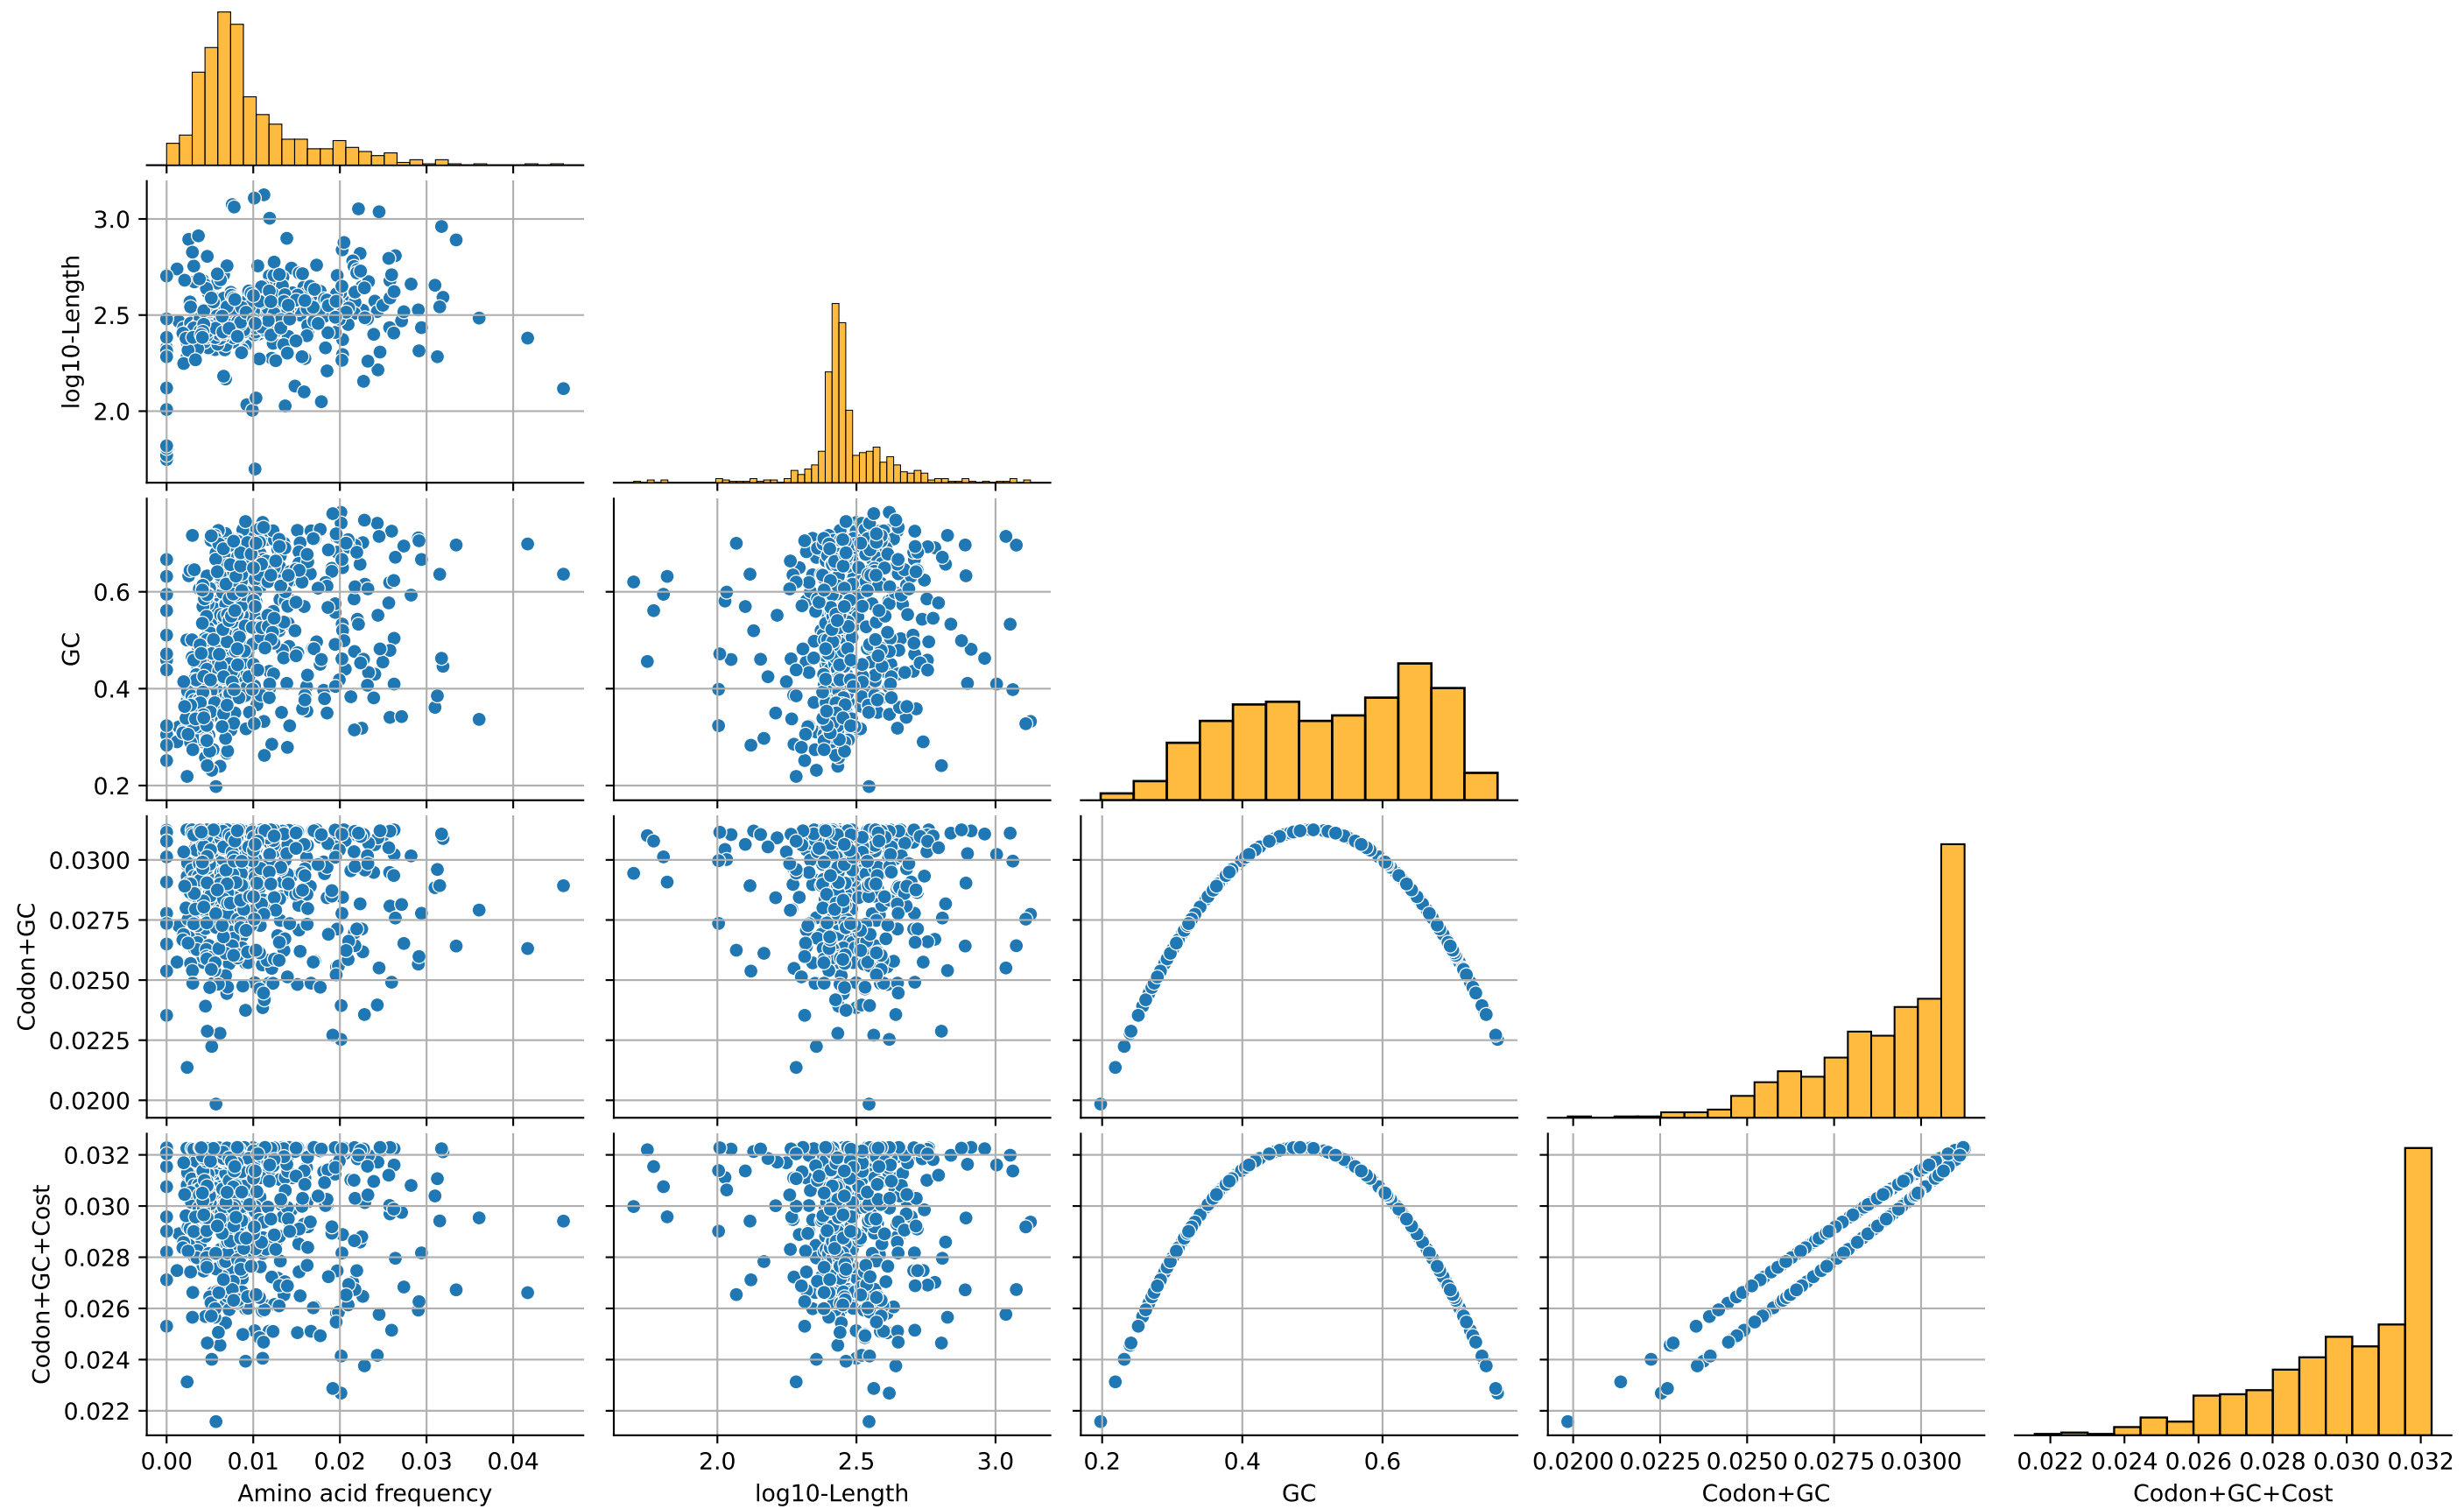 3.0
2.5
2.0
log10-Length
0.6
0.4
0.2
GC
0.0300
0.0275
0.0250
0.0225
0.0200
Codon+GC
0.032
0.030
0.028
0.026
0.024
0.022
Codon+GC+Cost
0.00 0.01 0.02 0.03 0.04
Amino acid frequency
2.0 2.5 3.0
log10-Length
0.2 0.4 0.6
GC
0.0200 0.0225 0.0250 0.0275 0.0300
Codon+GC
0.022 0.024 0.026 0.028 0.030 0.032
Codon+GC+Cost